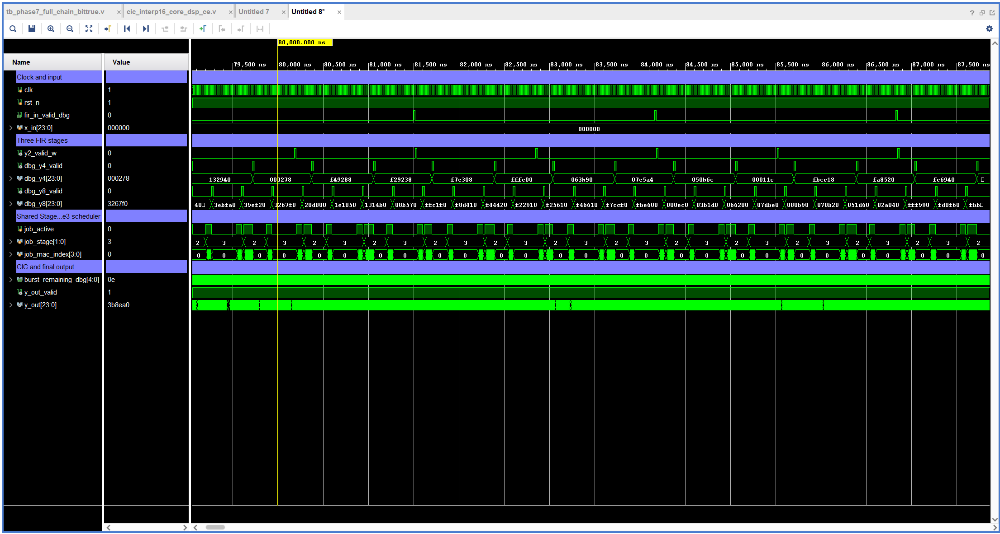 tb_phase7_full_chain_bittrue.v × cic_interp16_core_dsp_ce.v × Untitled 7 × Untitled 8* ×
80,000.000 ns
Name Value
79,500 ns 80,000 ns 80,500 ns 81,000 ns 81,500 ns 82,000 ns 82,500 ns 83,000 ns 83,500 ns 84,000 ns 84,500 ns 85,000 ns 85,500 ns 86,000 ns 86,500 ns 87,000 ns 87,500 ns
Clock and input
clk 1
rst_n 1
fir_in_valid_dbg 0
x_in[23:0] 000000 000000
Three FIR stages
y2_valid_w 0
dbg_y4_valid 0
dbg_y4[23:0] 000278 132940 000278 f49288 f29238 f7e308 fffe00 063b90 07e5a4 050b6c 00011c fbcc18 fa8520 fc6940
dbg_y8_valid 0
dbg_y8[23:0] 3267f0 40 3ebfa0 39ef20 3267f0 28d800 1e1850 1314b0 08b570 ffc1f0 f8d410 f44420 f22910 f25610 f46610 f7ccf0 fbe600 000ec0 03b1d0 066280 07dbe0 080b90 070b20 051d60 02a040 fff990 fd8f60 fbb
Shared Stage...e3 scheduler
job_active 0
job_stage[1:0] 3 2 3 2 3 2 3 2 3 2 3 2 3 2 3 2 3 2 3 2 3 2 3 2 3 2 3 2
job_mac_index[3:0] 0 0 0 0 0 0 0 0 0 0 0 0 0 0 0 0 0 0 0 0 0 0 0 0 0 0 0 0
CIC and final output
burst_remaining_dbg[4:0] 0e
y_out_valid 1
y_out[23:0] 3b8ea0